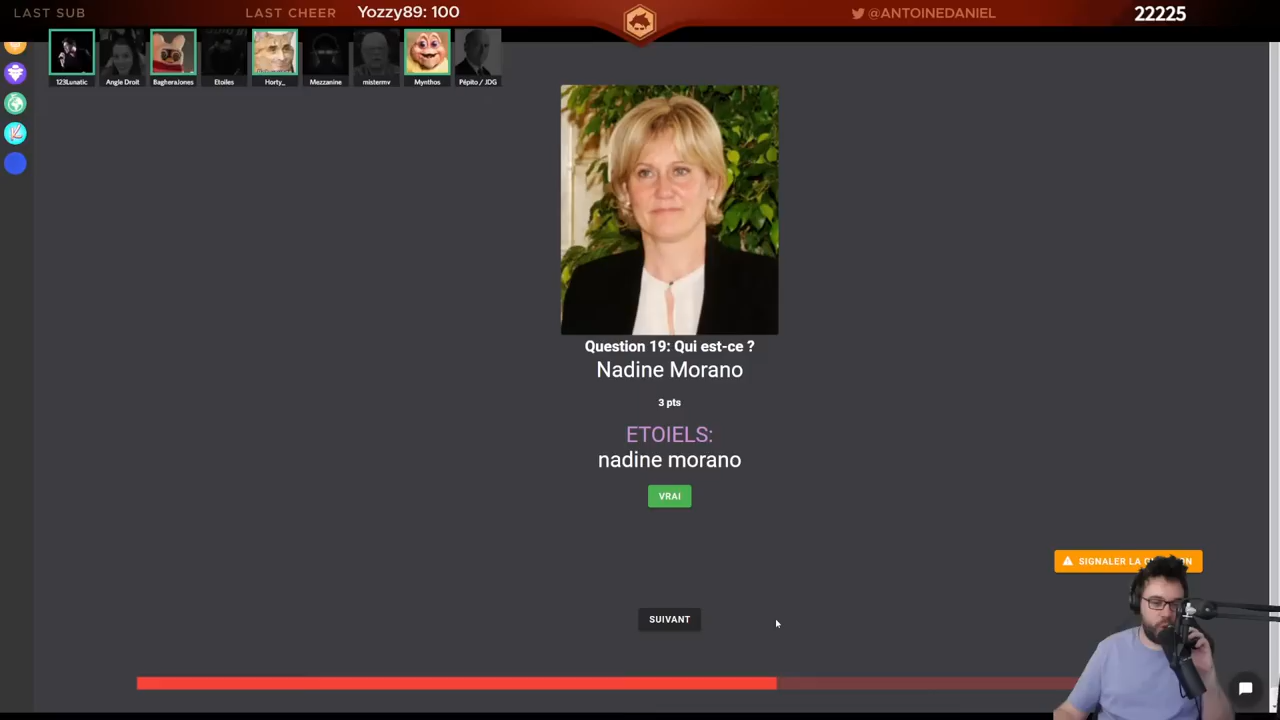 LAST SUB
LAST CHEER
Yozzy89: 100
@ANTOINEDANIEL
22225
123Lunatic
Angle Droit
BagheraJones
Etoiles
Horty_
Mezzanine
mistermv
Mynthos
Pépito / JDG
Question 19: Qui est-ce ?
Nadine Morano
3 pts
ETOIELS:
nadine morano
VRAI
SIGNALER LA
SUIVANT